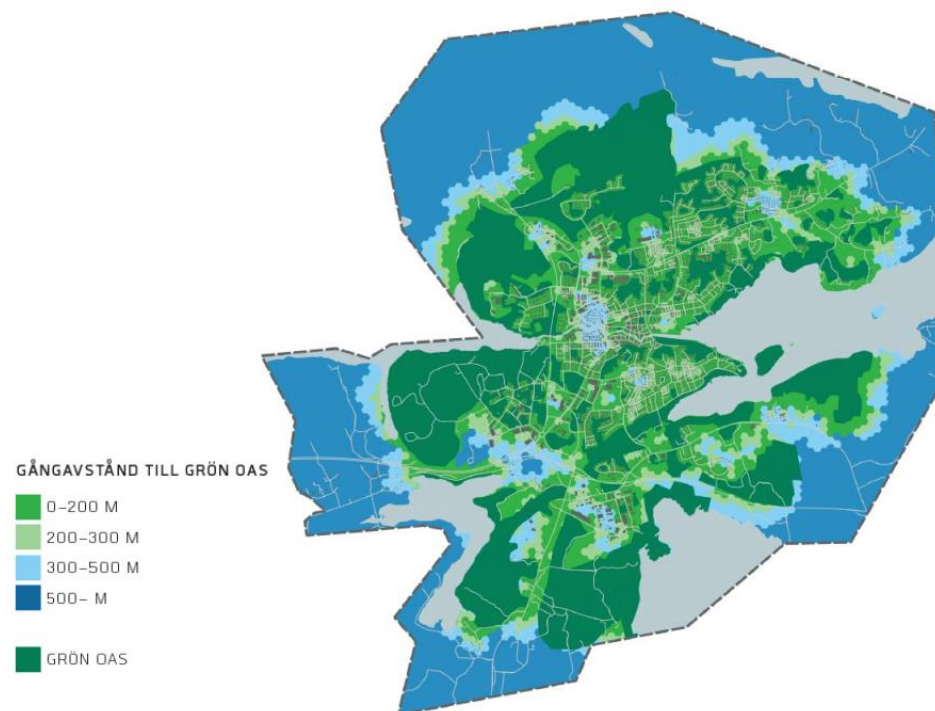 GÅNGAVSTÅND TILL GRÖN OAS
0–200 M
200–300 M
300–500 M
500– M
GRÖN OAS